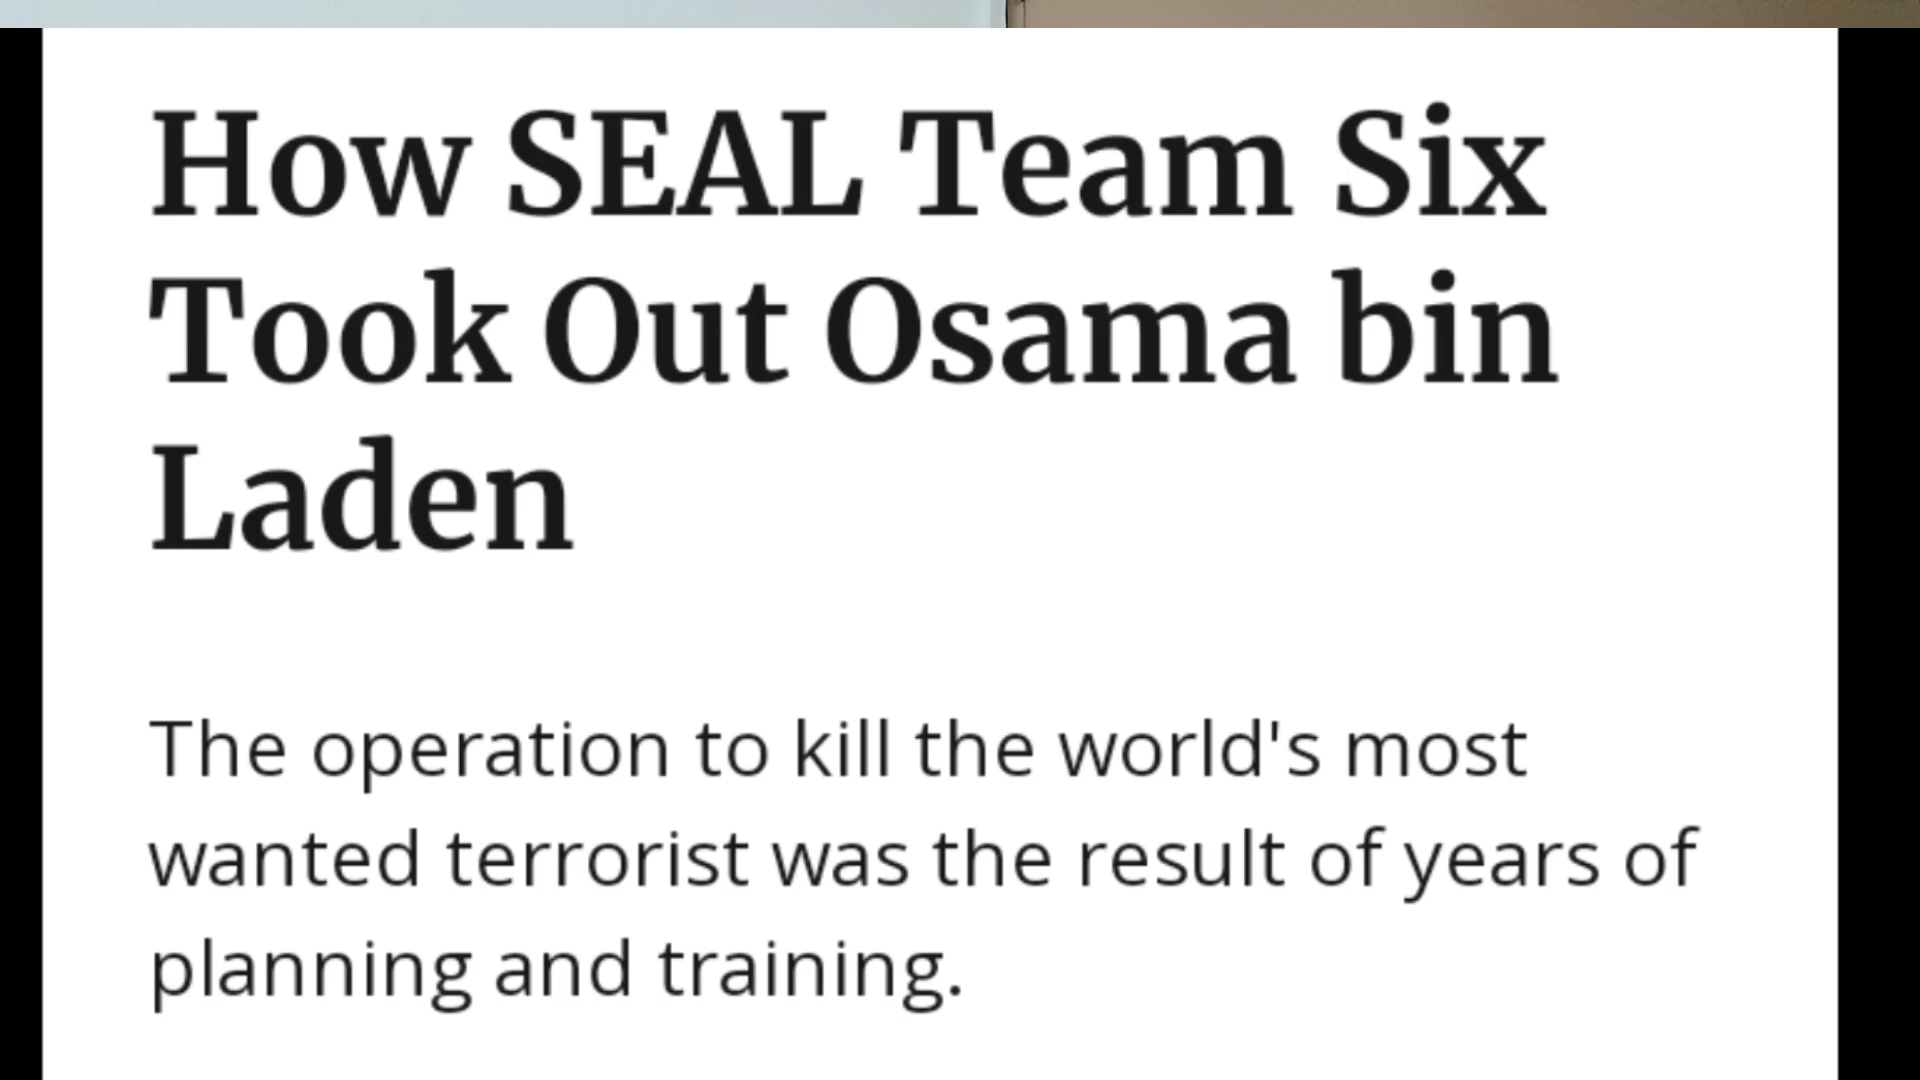 How SEAL Team Six
Took Out Osama bin
Laden
The operation to kill the world's most
wanted terrorist was the result of years of
planning and training.